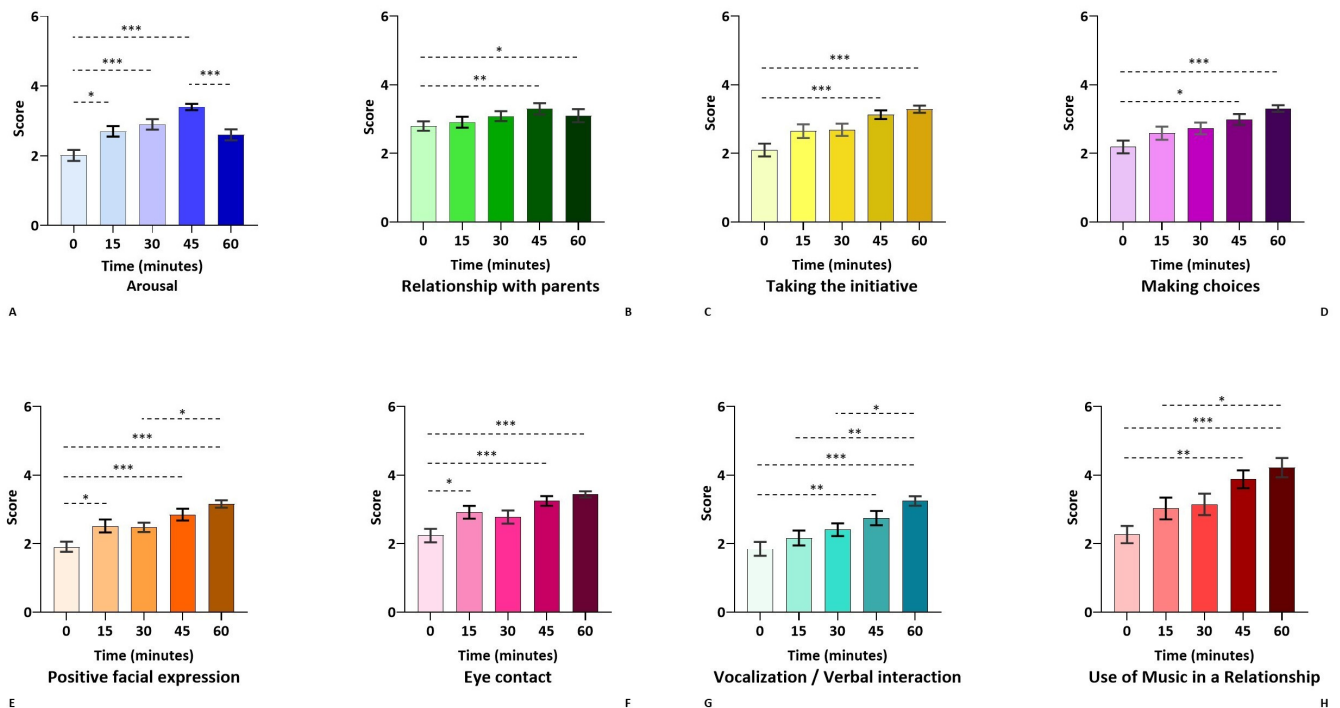 6
4
2
0
Score
***
***
*
***
0 15 30 45 60
Time (minutes)
Arousal
A
6
4
2
0
Score
*
**
0 15 30 45 60
Time (minutes)
Relationship with parents
B
6
4
2
0
Score
***
***
0 15 30 45 60
Time (minutes)
Taking the initiative
C
6
4
2
0
Score
***
*
0 15 30 45 60
Time (minutes)
Making choices
D
6
4
2
0
Score
*
***
***
*
0 15 30 45 60
Time (minutes)
Positive facial expression
E
6
4
2
0
Score
***
***
*
0 15 30 45 60
Time (minutes)
Eye contact
F
6
4
2
0
Score
*
**
***
**
0 15 30 45 60
Time (minutes)
Vocalization / Verbal interaction
G
6
4
2
0
Score
*
***
**
0 15 30 45 60
Time (minutes)
Use of Music in a Relationship
H